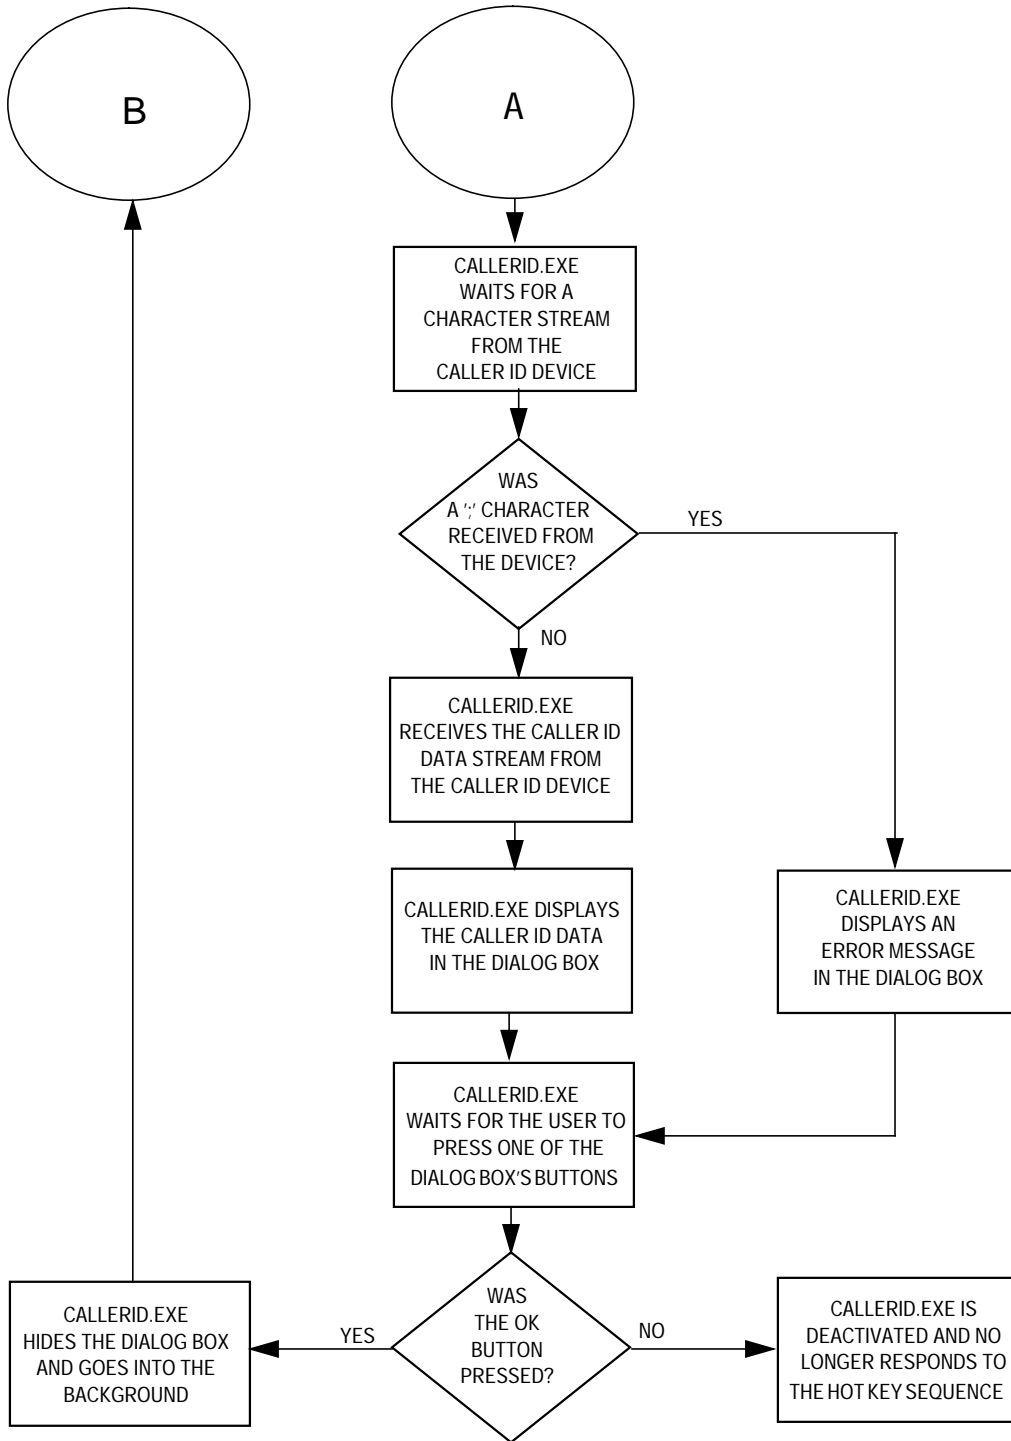 B
A
CALLERID.EXE
WAITS FOR A
CHARACTER STREAM
FROM THE
CALLER ID DEVICE
WAS
A ';' CHARACTER
RECEIVED FROM
THE DEVICE?
YES
NO
CALLERID.EXE
RECEIVES THE CALLER ID
DATA STREAM FROM
THE CALLER ID DEVICE
CALLERID.EXE DISPLAYS
THE CALLER ID DATA
IN THE DIALOG BOX
CALLERID.EXE
DISPLAYS AN
ERROR MESSAGE
IN THE DIALOG BOX
CALLERID.EXE
WAITS FOR THE USER TO
PRESS ONE OF THE
DIALOG BOX'S BUTTONS
WAS
THE OK
BUTTON
PRESSED?
YES
NO
CALLERID.EXE
HIDES THE DIALOG BOX
AND GOES INTO THE
BACKGROUND
CALLERID.EXE IS
DEACTIVATED AND NO
LONGER RESPONDS TO
THE HOT KEY SEQUENCE